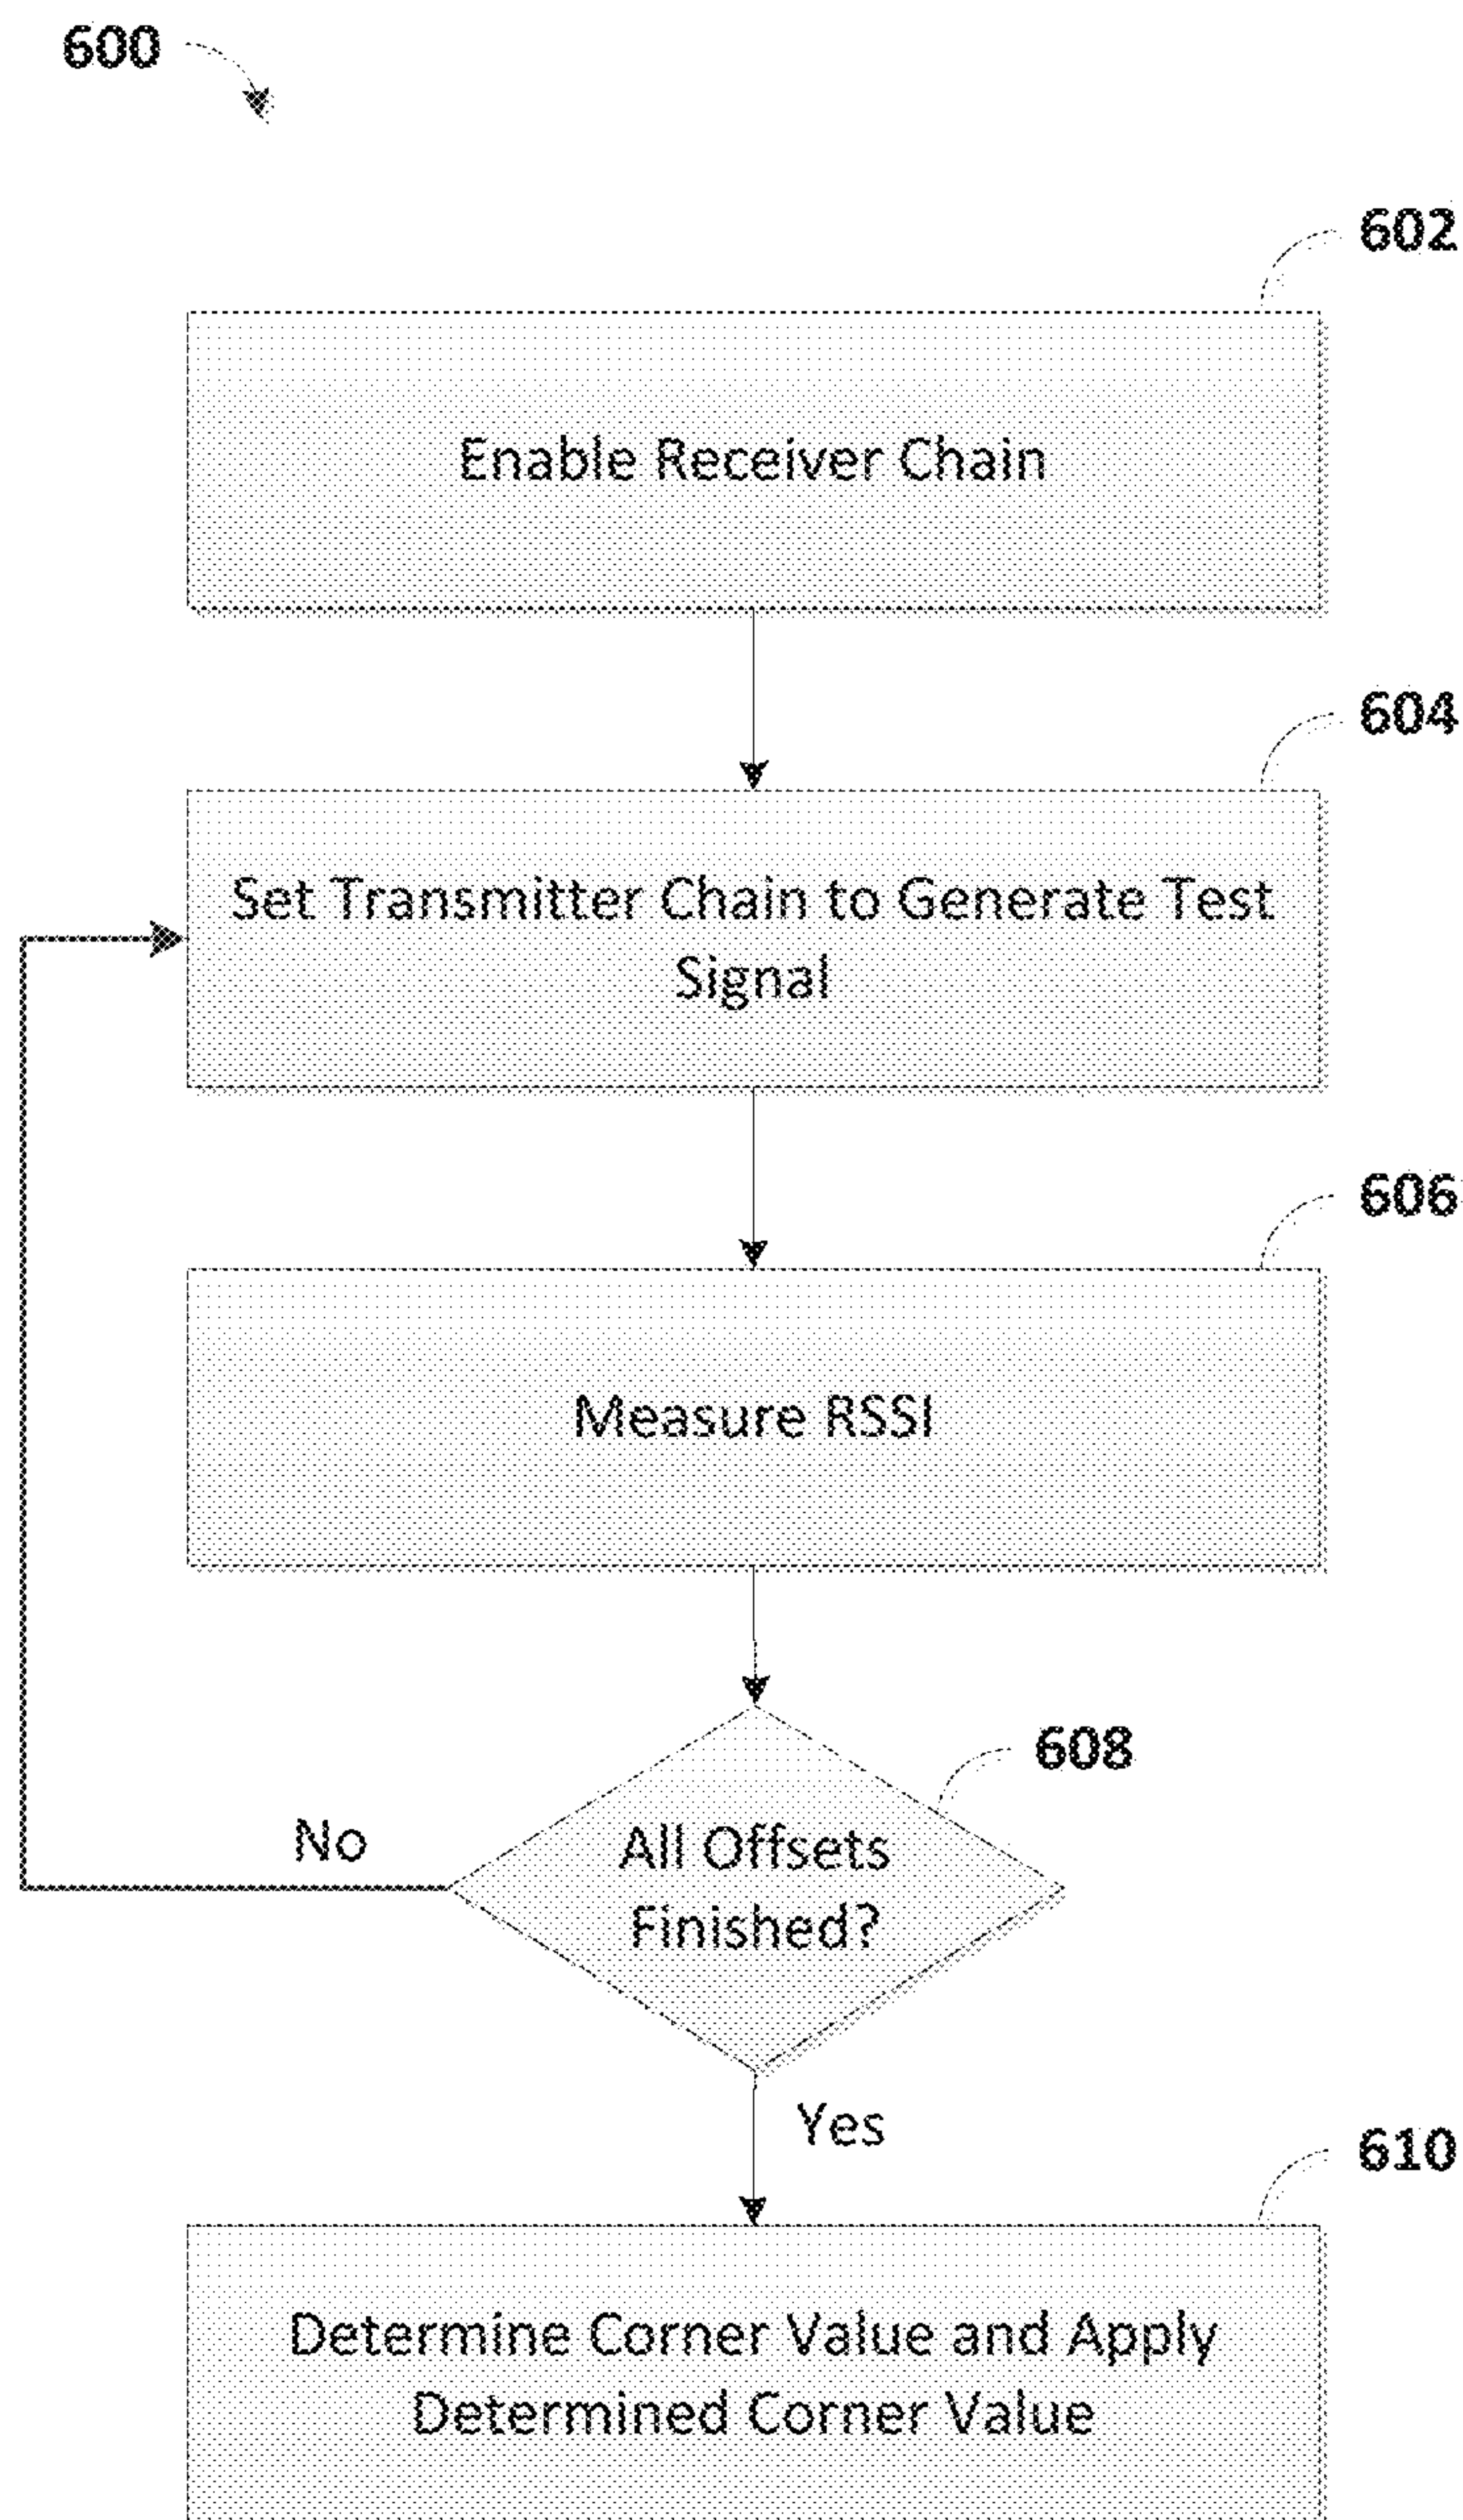 600
602
Enable Receiver Chain
604
Set Transmitter Chain to Generate Test
Signal
606
Measure RSSI
608
All Offsets
Finished?
No
Yes
610
Determine Corner Value and Apply
Determined Corner Value